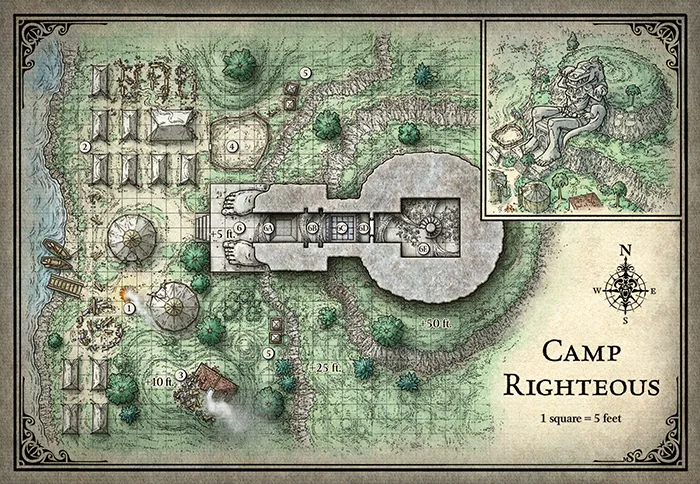 5
2
4
+5 ft.
6
6A
6B
6C
6D
6E
1
5
+50 ft.
+25 ft.
3
+10 ft.
N
W
E
S
CAMP
RIGHTEOUS
1 square = 5 feet